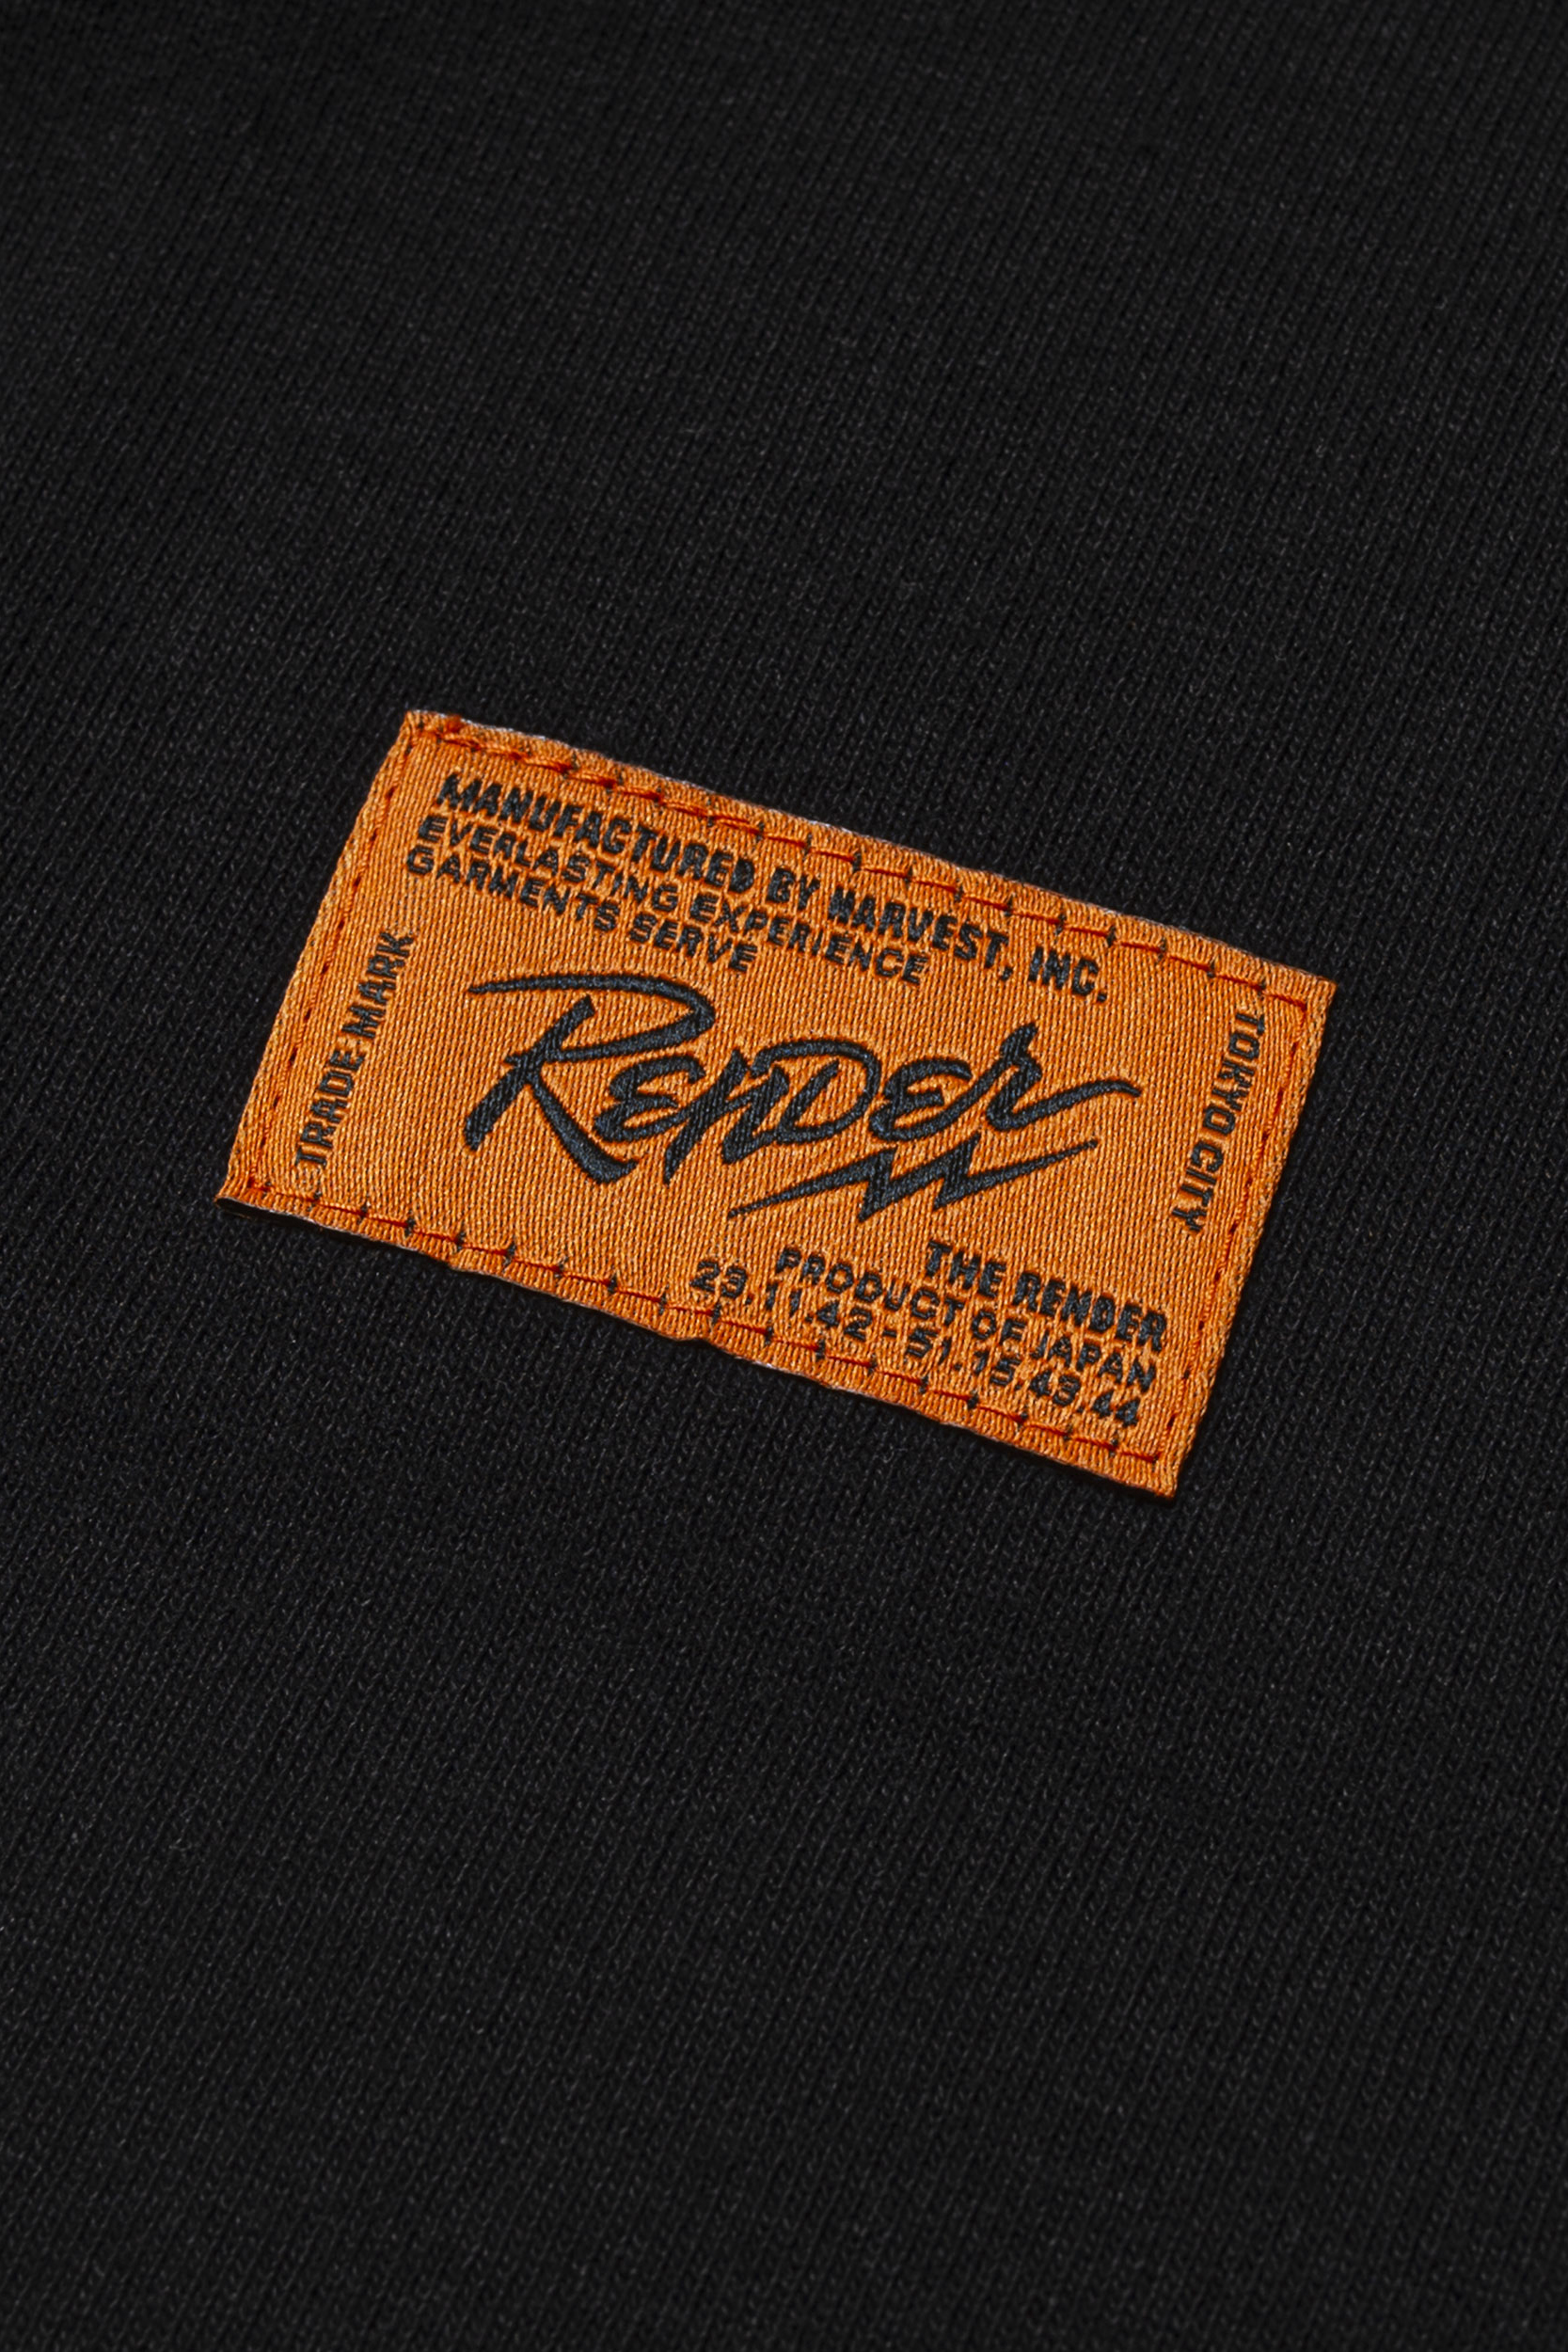 MANUFACTURED BY HARVEST, INC.
EVERLASTING EXPERIENCE
GARMENTS SERVE
TRADE MARK
RENDER
TOKYO CITY
THE RENDER
PRODUCT OF JAPAN
23.11.42 - 51.15.43.44